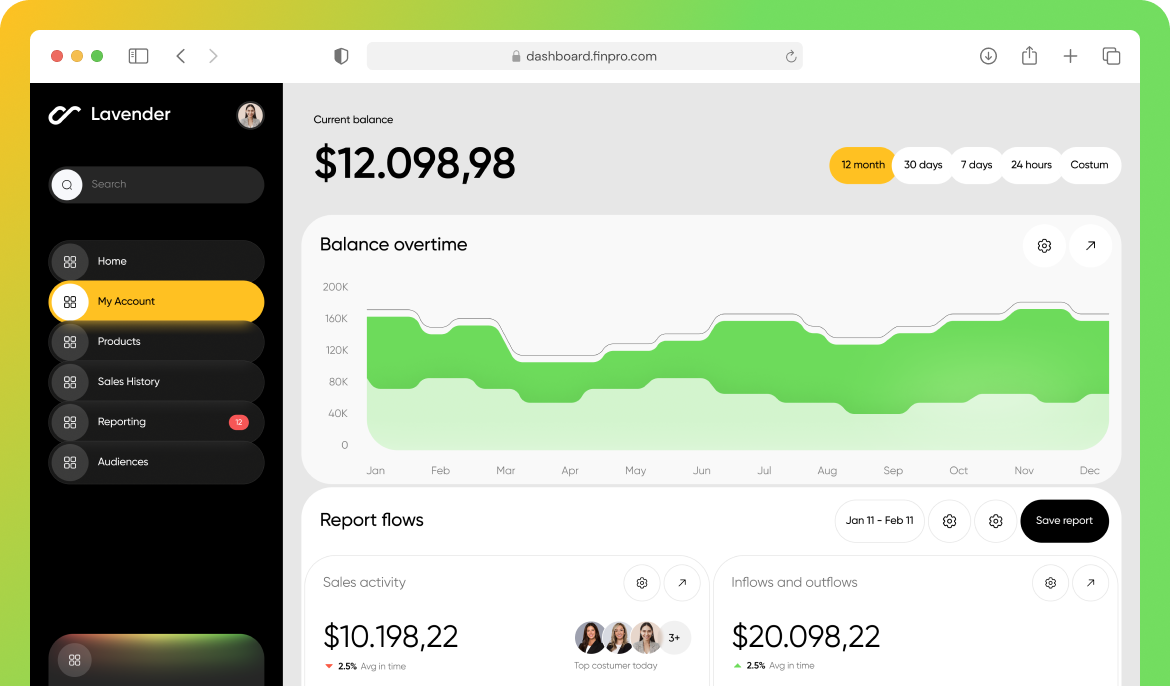 dashboard.finpro.com
Lavender
Search
Home
My Account
Products
Sales History
Reporting
12
Audiences
Current balance
$12.098,98
12 month
30 days
7 days
24 hours
Costum
Balance overtime
200K
160K
120K
80K
40K
0
Jan Feb Mar Apr May Jun Jul Aug Sep Oct Nov Dec
Report flows
Jan 11 - Feb 11
Save report
Sales activity
$10.198,22
2.5% Avg in time
3+
Top costumer today
Inflows and outflows
$20.098,22
2.5% Avg in time